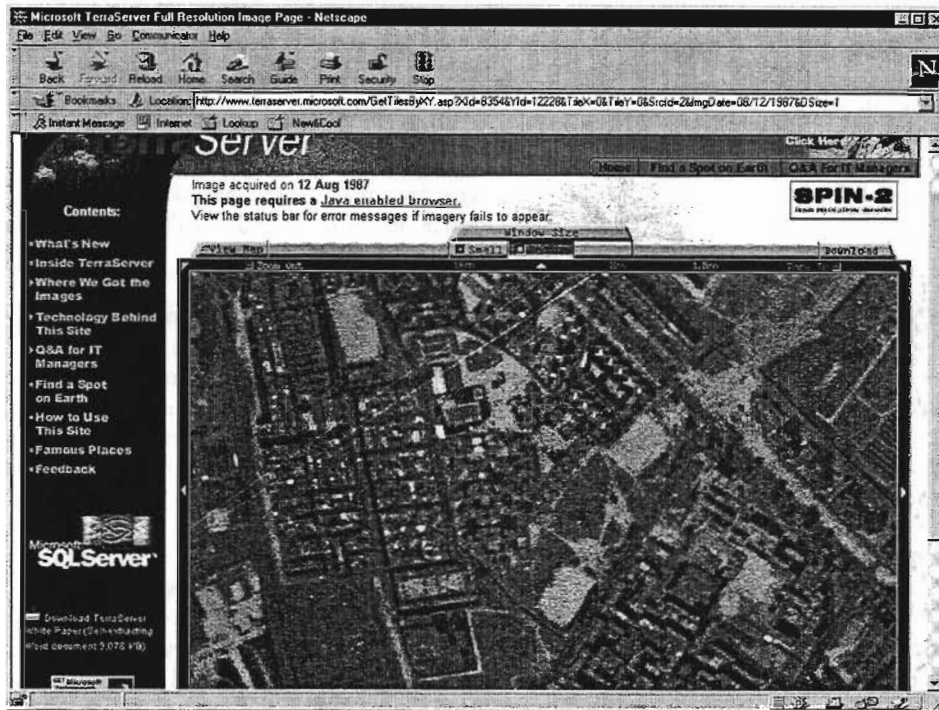 Microsoft TerraServer Full Resolution Image Page - Netscape
File Edit View Go Communicator Help
Back Forward Reload Home Search Guide Print Security Stop
N
Bookmarks Location: http://www.terraserver.microsoft.com/GetTilesByXY.asp?XId=8354&YId=12228&TileX=0&TileY=0&SrcId=2&ImgDate=08/12/1987&DSize=1
Instant Message Internet Lookup New&Cool
Server
Click Here
Home Find a Spot on Earth Q&A For IT Managers
Image acquired on 12 Aug 1987
This page requires a Java enabled browser.
View the status bar for error messages if imagery fails to appear.
SPIN-2
Window Size
View Map Small Download
Zoom Out 1km
Contents:
What's New
Inside TerraServer
Where We Got the
Images
Technology Behind
This Site
Q&A for IT
Managers
Find a Spot
on Earth
How to Use
This Site
Famous Places
Feedback
Microsoft
SQLServer
Download TerraServer
White Paper (Self-extracting
Word document 3,078 KB)
GET Microsoft